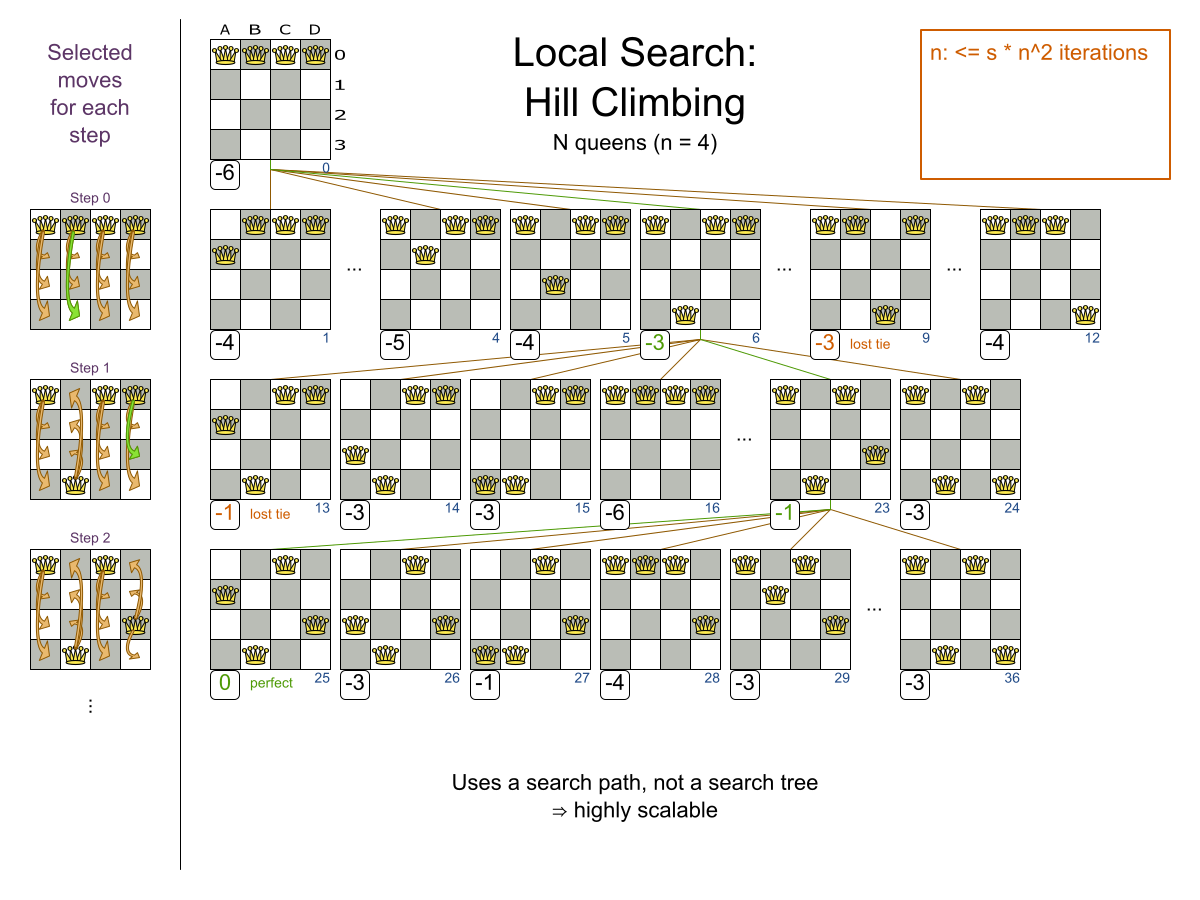 Selected
moves
for each
step
A B C D
0
1
2
3
-6
0
Local Search:
Hill Climbing
N queens (n = 4)
n: <= s * n^2 iterations
Step 0
... ... ...
-4 1
-5 4
-4 5
-3 6
-3 lost tie 9
-4 12
Step 1
...
-1 lost tie 13
-3 14
-3 15
-6 16
-1 23
-3 24
Step 2
...
0 perfect 25
-3 26
-1 27
-4 28
-3 29
-3 36
...
Uses a search path, not a search tree
⇒ highly scalable